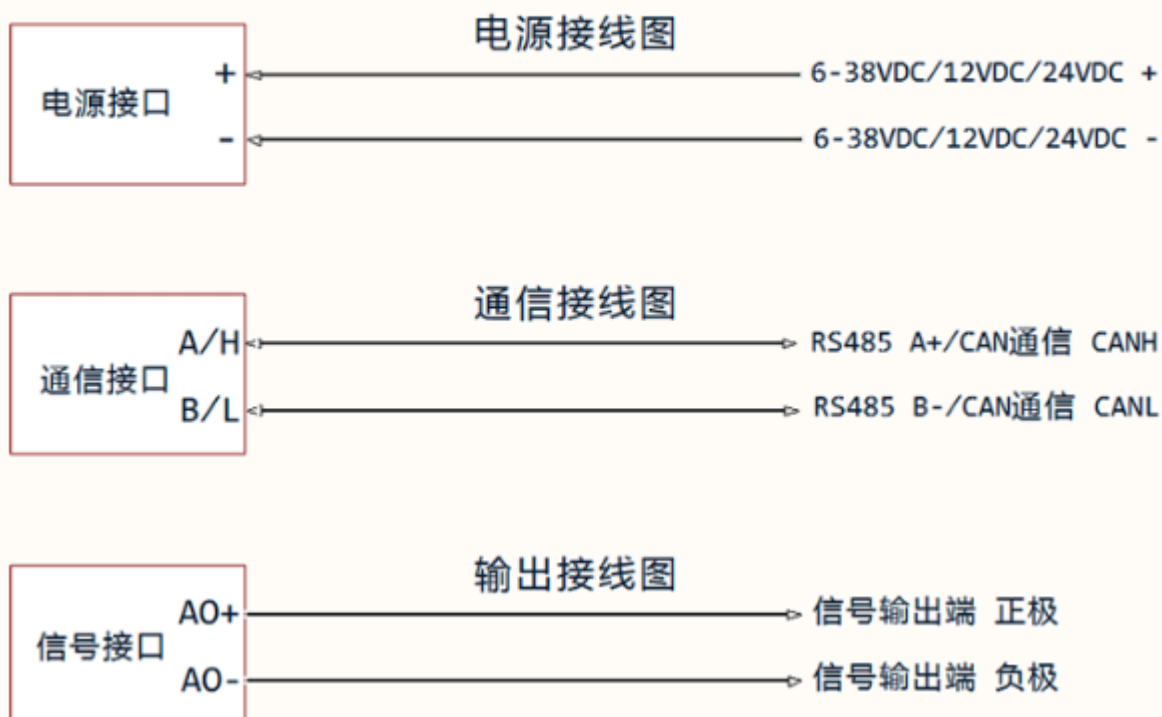 电源接线图
电源接口
+ 6-38VDC/12VDC/24VDC +
- 6-38VDC/12VDC/24VDC -
通信接线图
通信接口
A/H RS485 A+/CAN通信 CANH
B/L RS485 B-/CAN通信 CANL
输出接线图
信号接口
AO+ 信号输出端 正极
AO- 信号输出端 负极